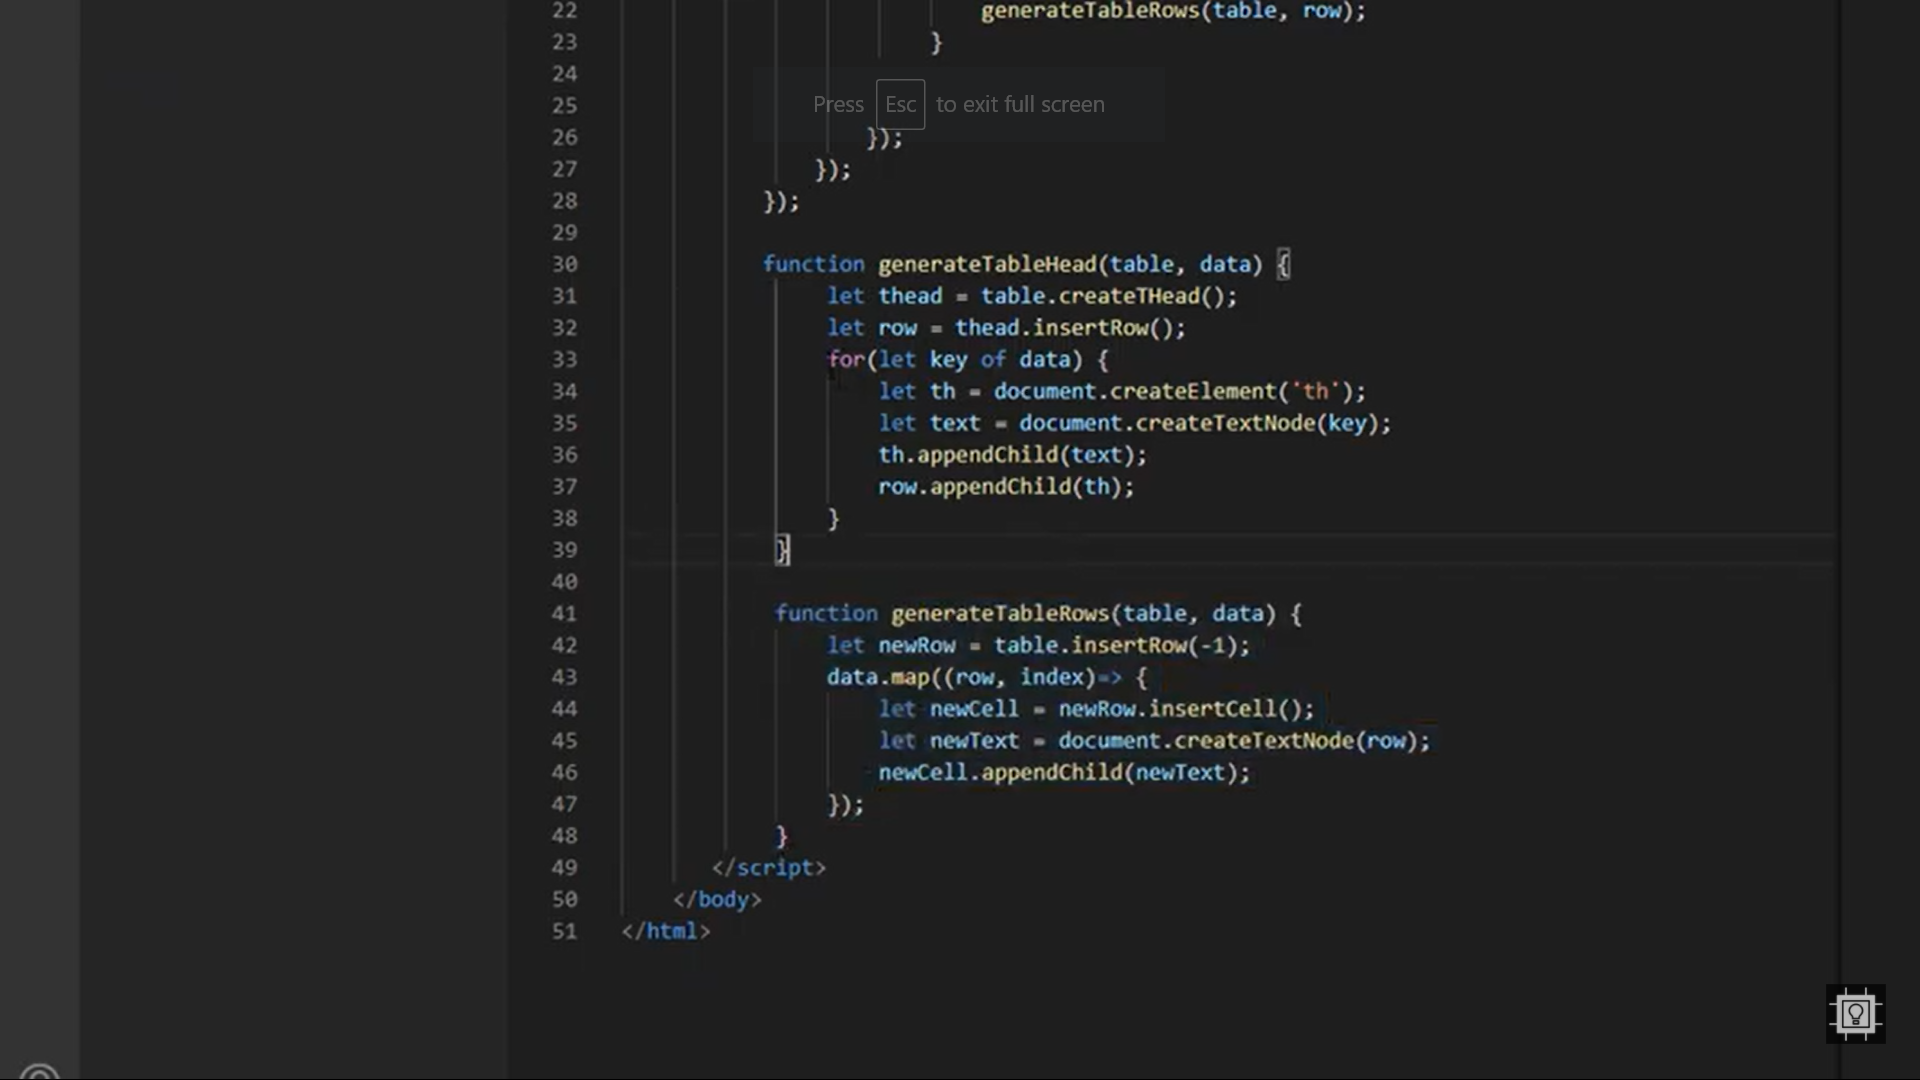 22 generateTableRows(table, row);
23 }
24
Press Esc to exit full screen
25
26 });
27 });
28 });
29
30 function generateTableHead(table, data) {
31 let thead = table.createTHead();
32 let row = thead.insertRow();
33 for(let key of data) {
34 let th = document.createElement('th');
35 let text = document.createTextNode(key);
36 th.appendChild(text);
37 row.appendChild(th);
38 }
39 }
40
41 function generateTableRows(table, data) {
42 let newRow = table.insertRow(-1);
43 data.map((row, index)=> {
44 let newCell = newRow.insertCell();
45 let newText = document.createTextNode(row);
46 newCell.appendChild(newText);
47 });
48 }
49 </script>
50 </body>
51 </html>